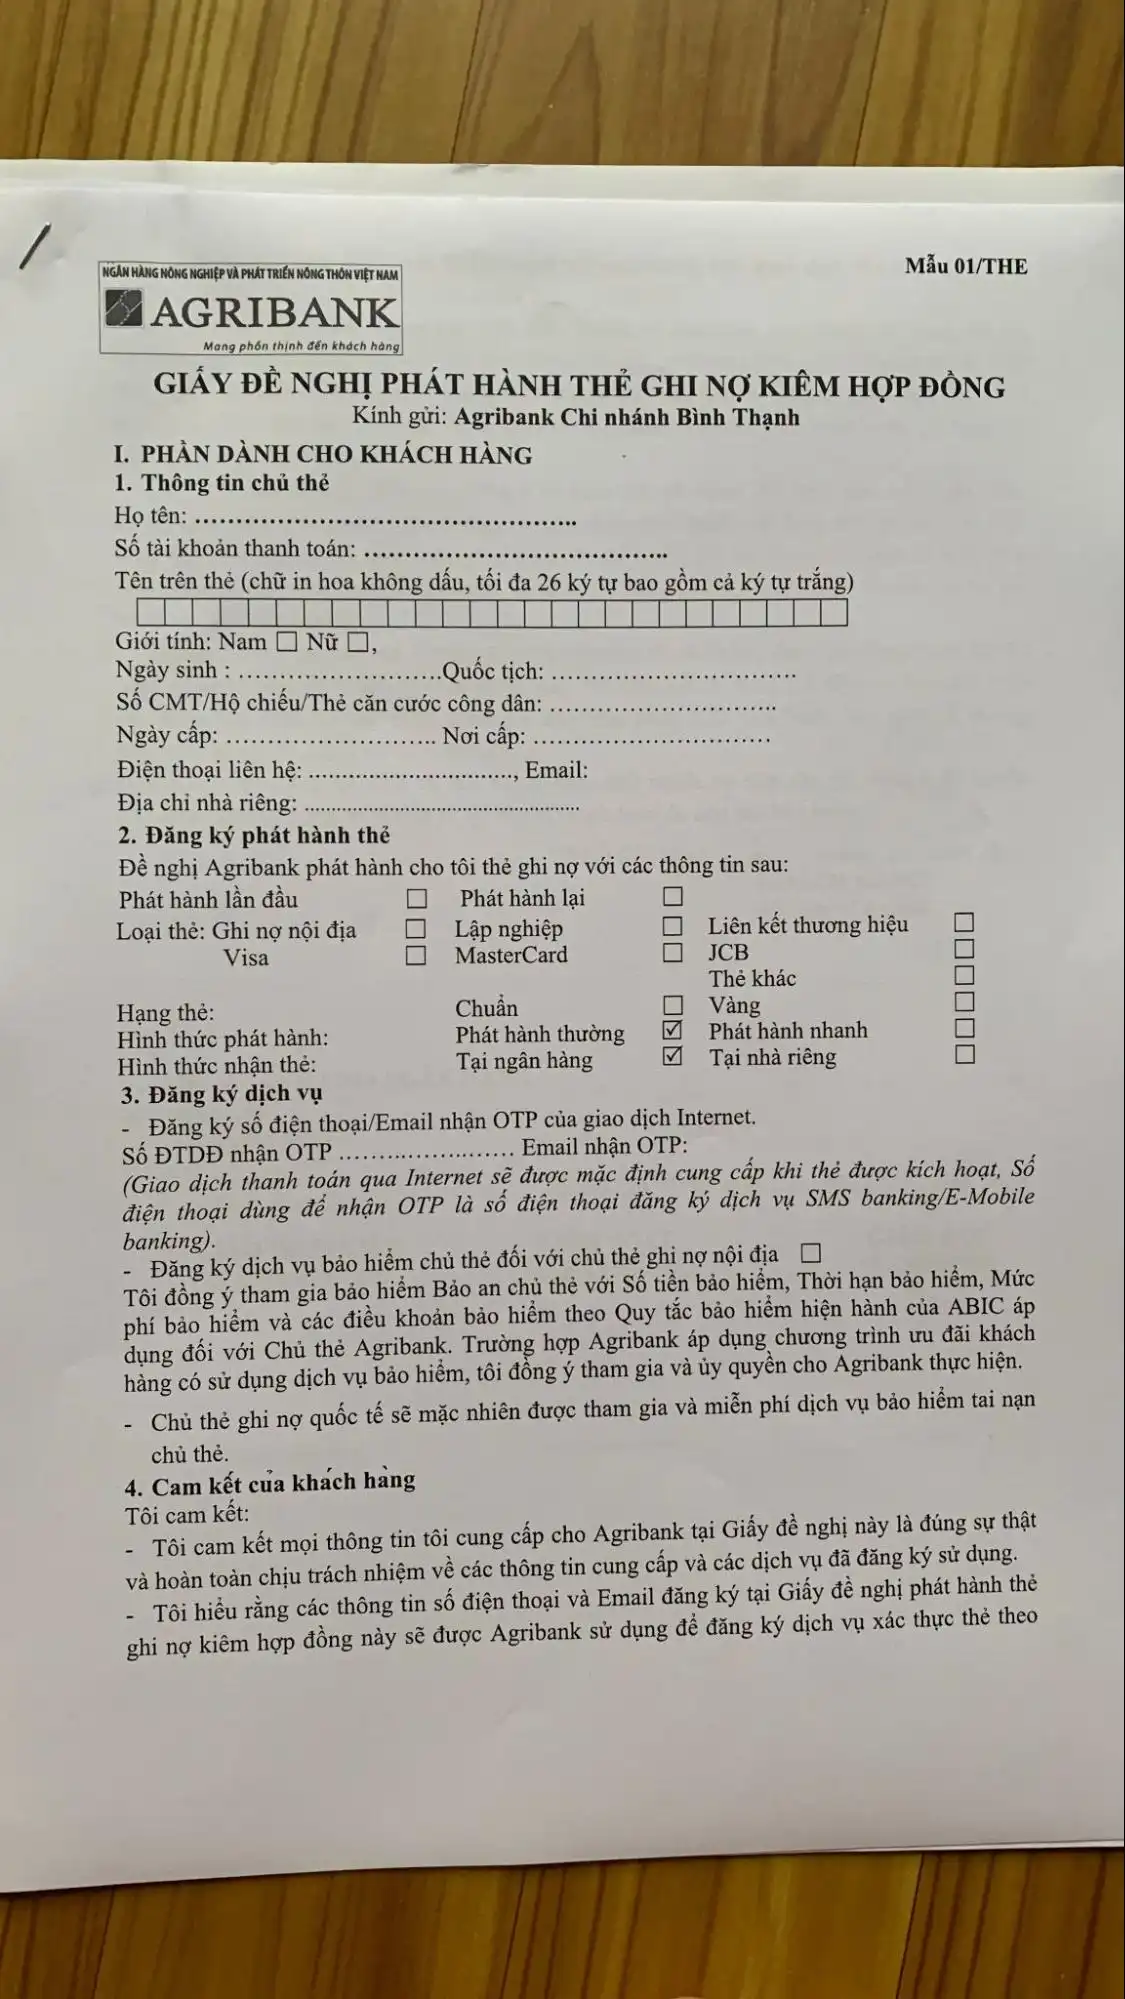 NGÂN HÀNG NÔNG NGHIỆP VÀ PHÁT TRIỂN NÔNG THÔN VIỆT NAM
AGRIBANK
Mang phồn thịnh đến khách hàng
Mẫu 01/THE
GIẤY ĐỀ NGHỊ PHÁT HÀNH THẺ GHI NỢ KIÊM HỢP ĐỒNG
Kính gửi: Agribank Chi nhánh Bình Thạnh
I. PHẦN DÀNH CHO KHÁCH HÀNG
1. Thông tin chủ thẻ
Họ tên: ................................................
Số tài khoản thanh toán: ......................................
Tên trên thẻ (chữ in hoa không dấu, tối đa 26 ký tự bao gồm cả ký tự trắng)
Giới tính: Nam ☐ Nữ ☐,
Ngày sinh : ..........................Quốc tịch: ...............................
Số CMT/Hộ chiếu/Thẻ căn cước công dân: .............................
Ngày cấp: ........................... Nơi cấp: ..............................
Điện thoại liên hệ: ..............................., Email:
Địa chỉ nhà riêng: ....................................................
2. Đăng ký phát hành thẻ
Đề nghị Agribank phát hành cho tôi thẻ ghi nợ với các thông tin sau:
Phát hành lần đầu ☐ Phát hành lại ☐
Loại thẻ: Ghi nợ nội địa ☐ Lập nghiệp ☐ Liên kết thương hiệu ☐
Visa ☐ MasterCard ☐ JCB ☐
Thẻ khác ☐
Hạng thẻ: Chuẩn ☐ Vàng ☐
Hình thức phát hành: Phát hành thường ☑ Phát hành nhanh ☐
Hình thức nhận thẻ: Tại ngân hàng ☑ Tại nhà riêng ☐
3. Đăng ký dịch vụ
- Đăng ký số điện thoại/Email nhận OTP của giao dịch Internet.
Số ĐTDĐ nhận OTP ...................... Email nhận OTP:
(Giao dịch thanh toán qua Internet sẽ được mặc định cung cấp khi thẻ được kích hoạt, Số
điện thoại dùng để nhận OTP là số điện thoại đăng ký dịch vụ SMS banking/E-Mobile
banking).
- Đăng ký dịch vụ bảo hiểm chủ thẻ đối với chủ thẻ ghi nợ nội địa ☐
Tôi đồng ý tham gia bảo hiểm Bảo an chủ thẻ với Số tiền bảo hiểm, Thời hạn bảo hiểm, Mức
phí bảo hiểm và các điều khoản bảo hiểm theo Quy tắc bảo hiểm hiện hành của ABIC áp
dụng đối với Chủ thẻ Agribank. Trường hợp Agribank áp dụng chương trình ưu đãi khách
hàng có sử dụng dịch vụ bảo hiểm, tôi đồng ý tham gia và ủy quyền cho Agribank thực hiện.
- Chủ thẻ ghi nợ quốc tế sẽ mặc nhiên được tham gia và miễn phí dịch vụ bảo hiểm tai nạn
chủ thẻ.
4. Cam kết của khách hàng
Tôi cam kết:
- Tôi cam kết mọi thông tin tôi cung cấp cho Agribank tại Giấy đề nghị này là đúng sự thật
và hoàn toàn chịu trách nhiệm về các thông tin cung cấp và các dịch vụ đã đăng ký sử dụng.
- Tôi hiểu rằng các thông tin số điện thoại và Email đăng ký tại Giấy đề nghị phát hành thẻ
ghi nợ kiêm hợp đồng này sẽ được Agribank sử dụng để đăng ký dịch vụ xác thực thẻ theo